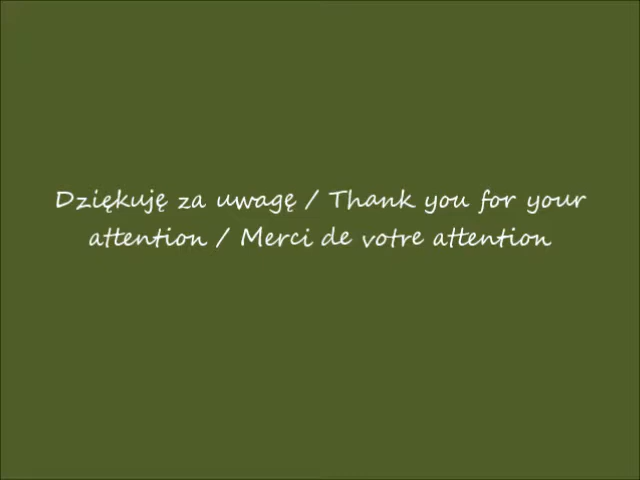 Dziękuję za uwagę / Thank you for your
attention / Merci de votre attention